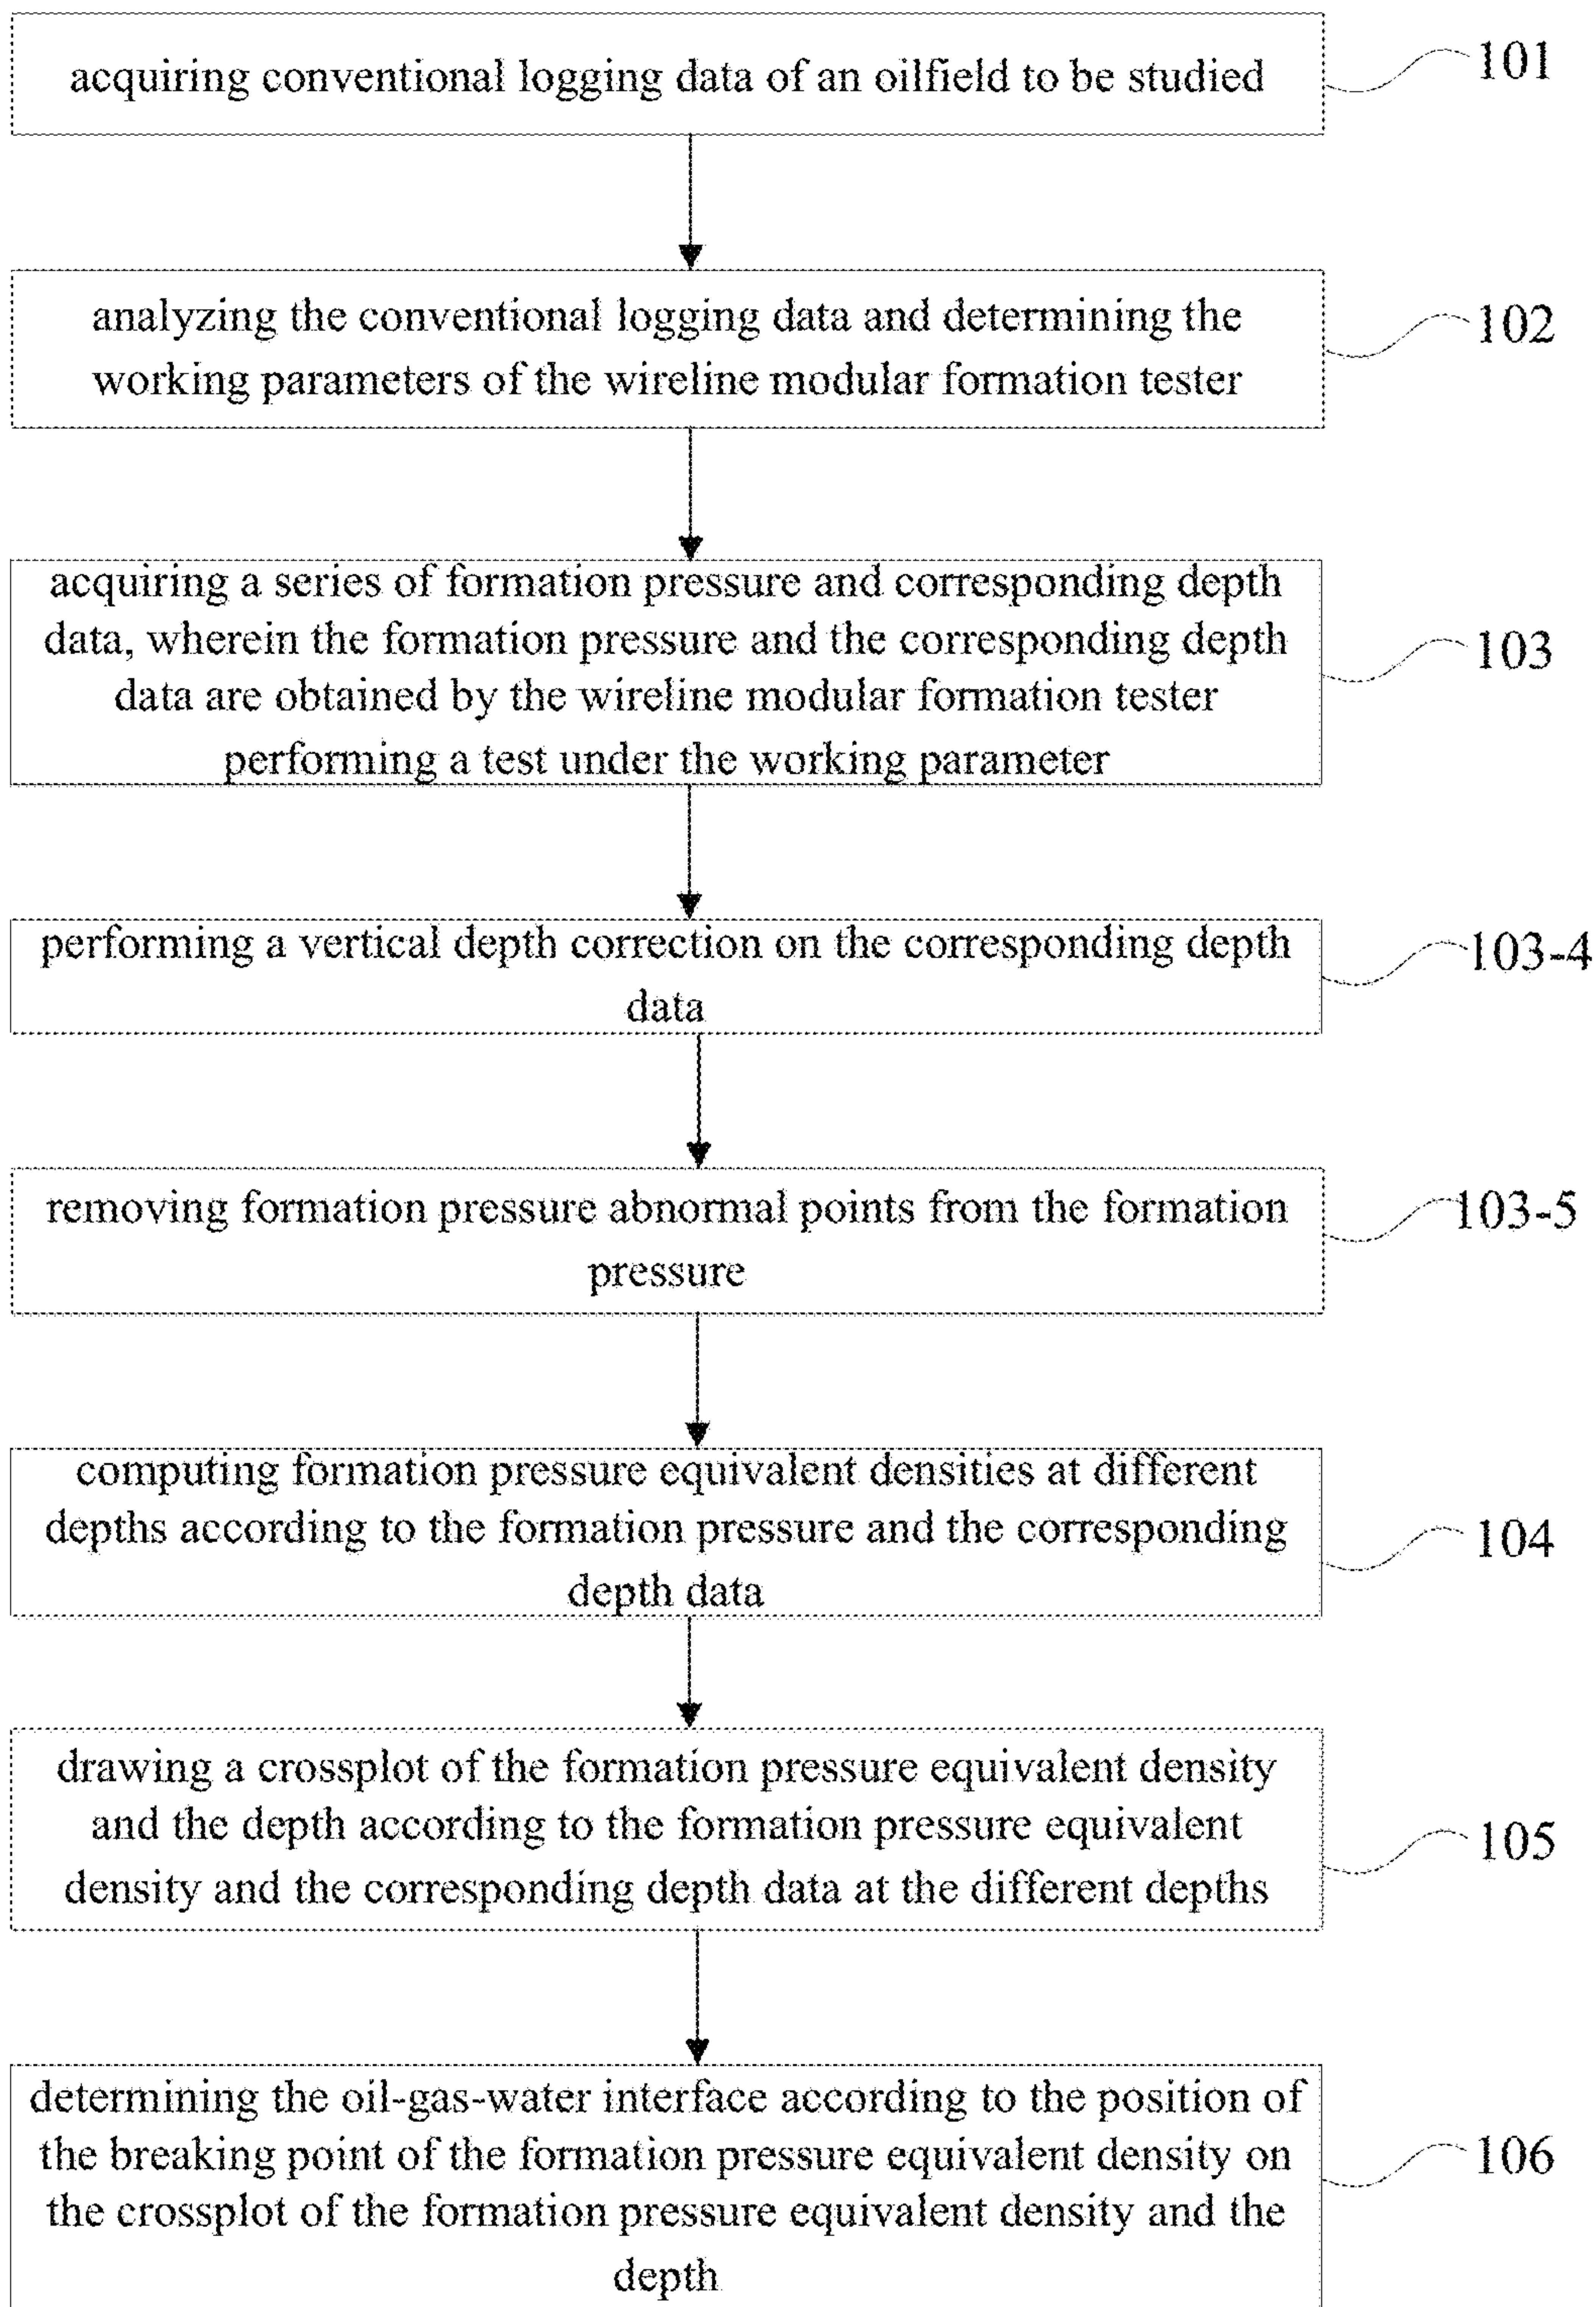 acquiring conventional logging data of an oilfield to be studied
101
analyzing the conventional logging data and determining the
working parameters of the wireline modular formation tester
102
acquiring a series of formation pressure and corresponding depth
data, wherein the formation pressure and the corresponding depth
data are obtained by the wireline modular formation tester
performing a test under the working parameter
103
performing a vertical depth correction on the corresponding depth
data
103-4
removing formation pressure abnormal points from the formation
pressure
103-5
computing formation pressure equivalent densities at different
depths according to the formation pressure and the corresponding
depth data
104
drawing a crossplot of the formation pressure equivalent density
and the depth according to the formation pressure equivalent
density and the corresponding depth data at the different depths
105
determining the oil-gas-water interface according to the position of
the breaking point of the formation pressure equivalent density on
the crossplot of the formation pressure equivalent density and the
depth
106